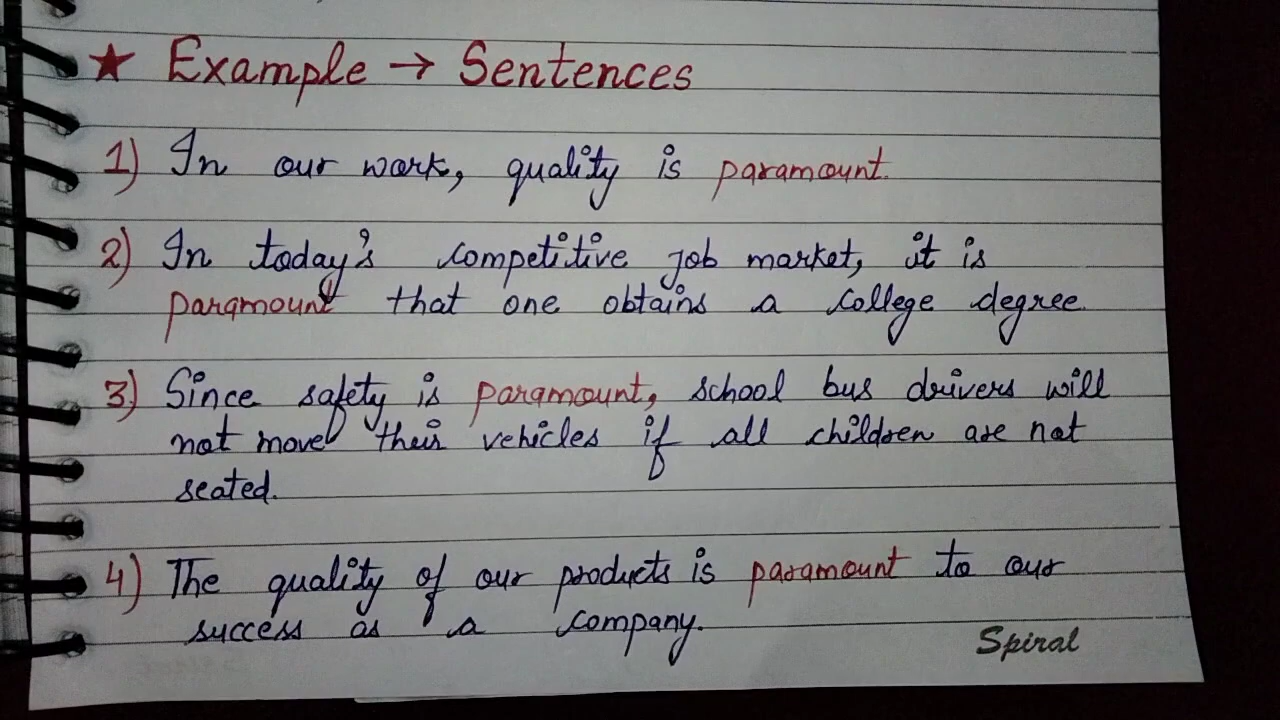 ★ Example → Sentences
1) In our work, quality is paramount.
2) In today's competitive job market, it is
paramount that one obtains a college degree.
3) Since safety is paramount, school bus drivers will
not move their vehicles if all children are not
seated.
4) The quality of our products is paramount to our
success as a company.
Spiral